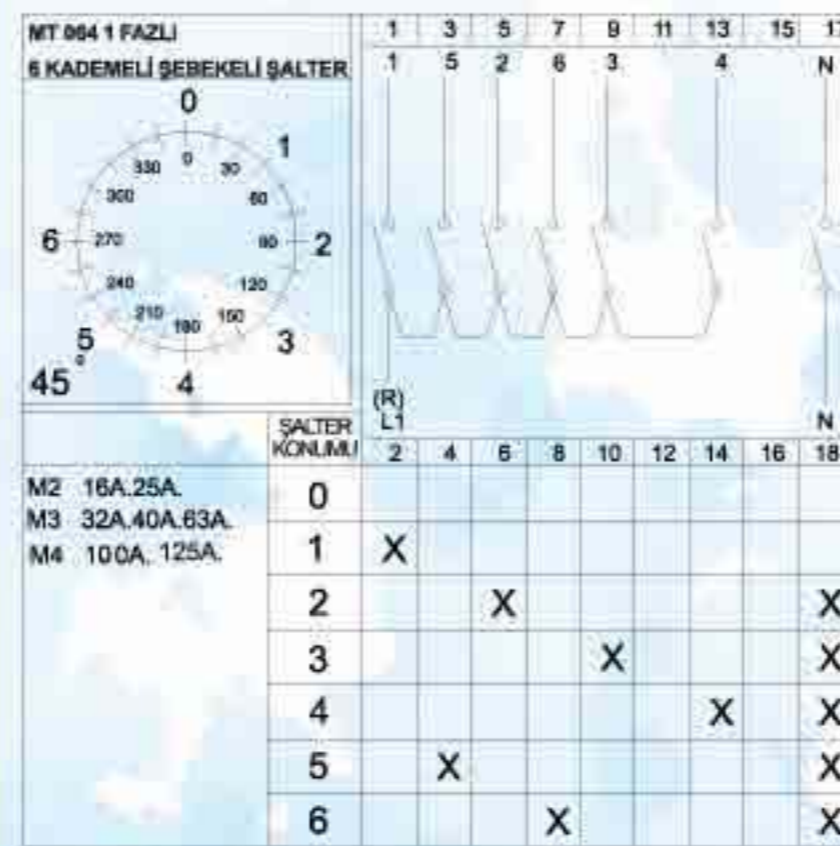 MT 064 1 FAZLI
6 KADEMELİ ŞEBEKELİ ŞALTER
0
1
2
3
4
5
6
0
30
60
90
120
150
180
210
240
270
300
330
45°
1 3 5 7 9 11 13 15
1 5 2 6 3 4 N
(R)
L1
N
ŞALTER
KONUMU
2 4 6 8 10 12 14 16 18
M2 16A.25A.
M3 32A.40A.63A.
M4 100A. 125A.
0
1 X
2 X X
3 X X
4 X X
5 X X
6 X X